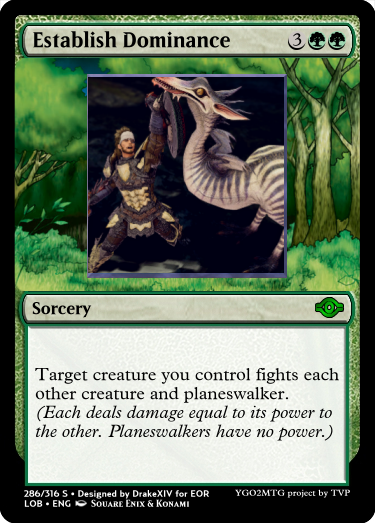 Establish Dominance 3
Sorcery
Target creature you control fights each
other creature and planeswalker.
(Each deals damage equal to its power to
the other. Planeswalkers have no power.)
286/316 S • Designed by DrakeXIV for EOR
YGO2MTG project by TVP
LOB • ENG Square Enix & Konami